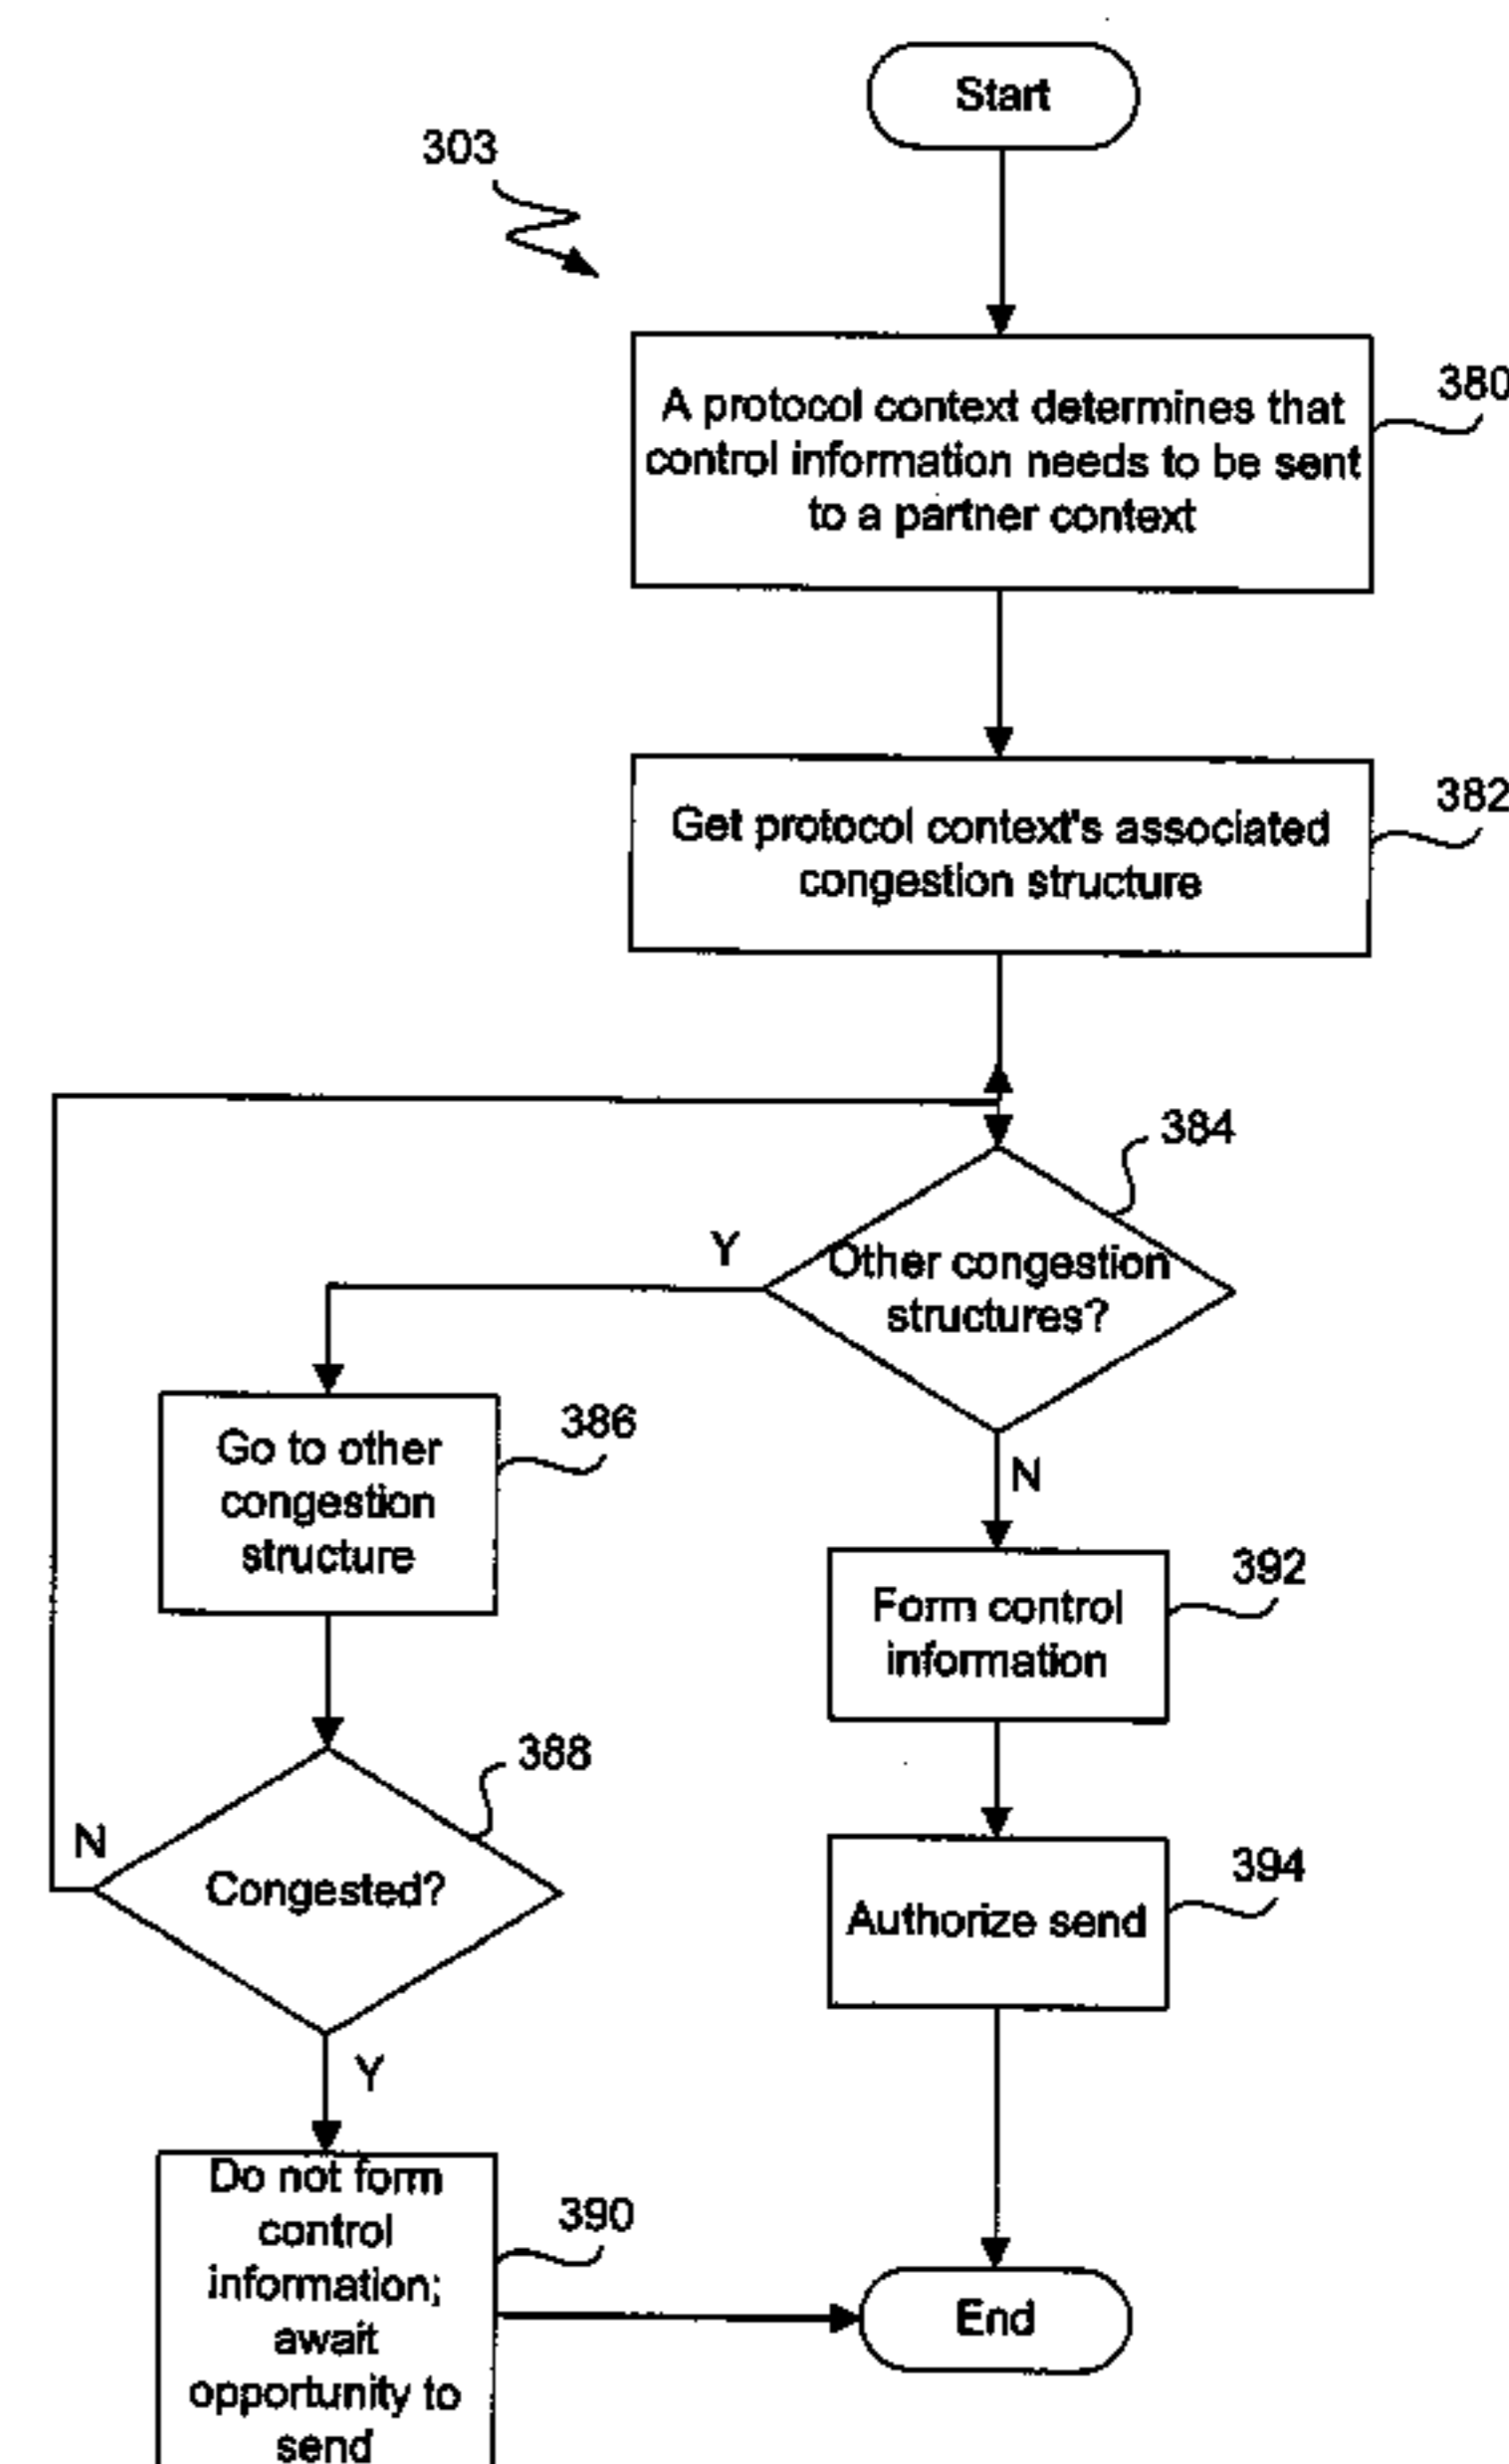 Start
303
A protocol context determines that
control information needs to be sent
to a partner context
380
Get protocol context's associated
congestion structure
382
384
Y
Other congestion
structures?
N
Go to other
congestion
structure
386
392
Form control
information
388
N
Congested?
Y
394
Authorize send
Do not form
control
information;
await
opportunity to
send
390
End